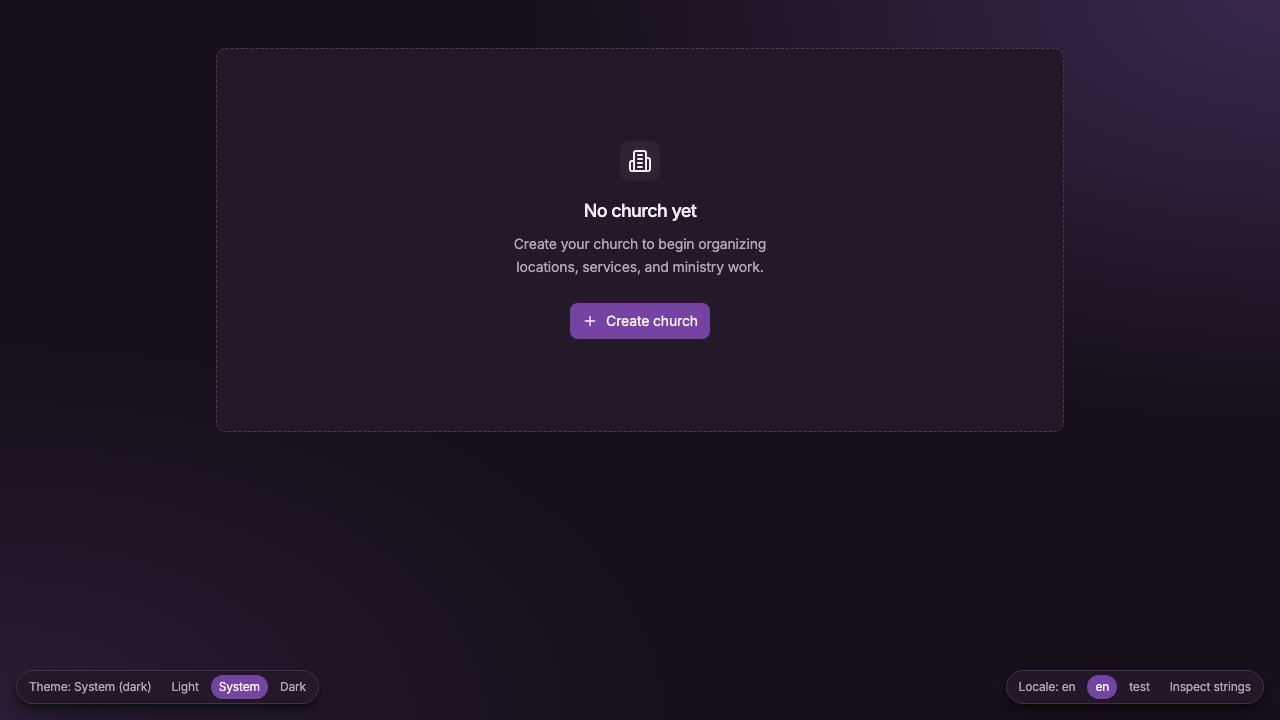 No church yet
Create your church to begin organizing
locations, services, and ministry work.
Create church
Theme: System (dark) Light System Dark
Locale: en en test Inspect strings